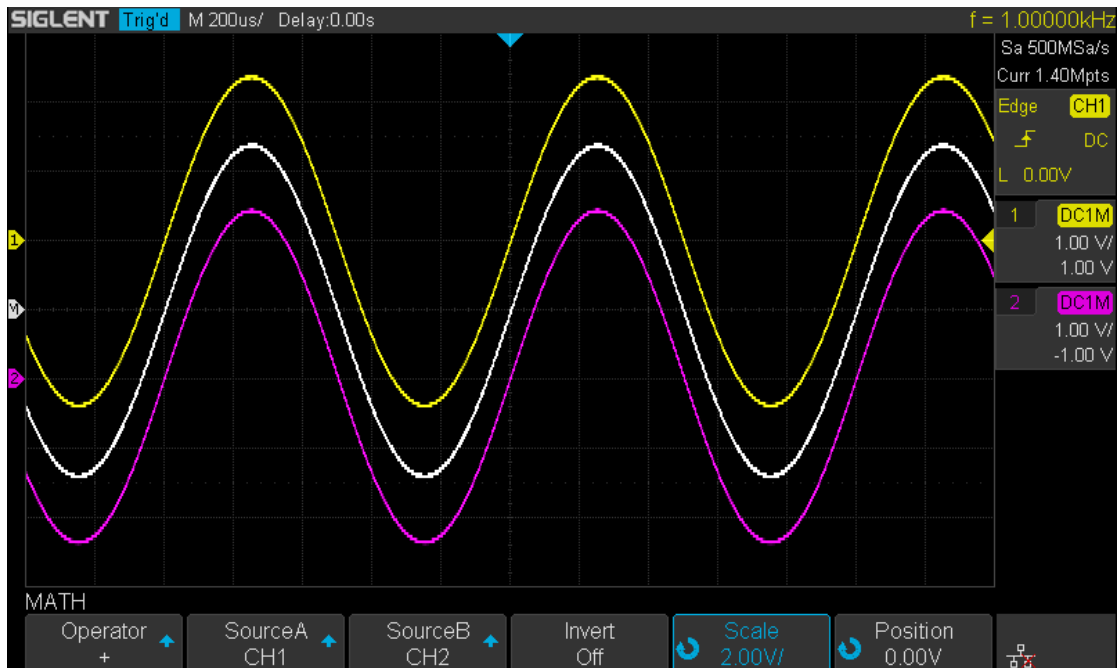 SIGLENT Trig'd M 200us/ Delay:0.00s f = 1.00000kHz
Sa 500MSa/s
Curr 1.40Mpts
Edge CH1
DC
L 0.00V
1 DC1M
1.00 V/
1.00 V
2 DC1M
1.00 V/
-1.00 V
1
M
2
MATH
Operator
+
SourceA
CH1
SourceB
CH2
Invert
Off
Scale
2.00V/
Position
0.00V